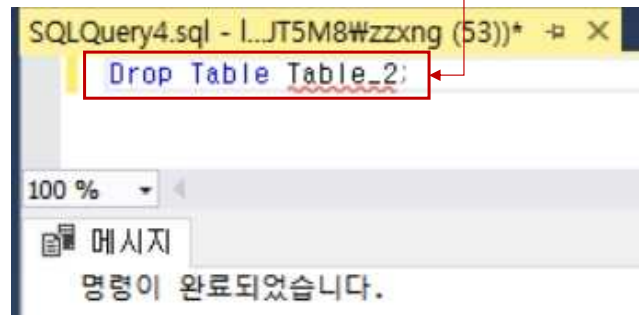 SQLQuery4.sql - l...JT5M8₩zzxng (53))*
Drop Table Table_2;
100 %
메시지
명령이 완료되었습니다.